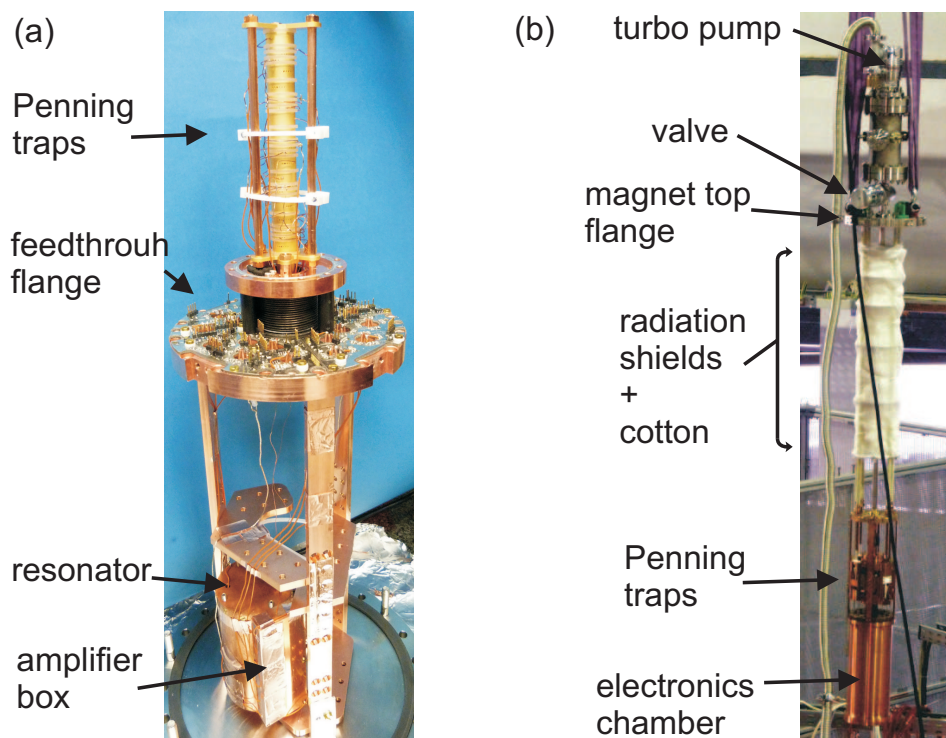 (a)
Penning
traps
feedthrouh
flange
resonator
amplifier
box
(b)
turbo pump
valve
magnet top
flange
radiation
shields
+
cotton
Penning
traps
electronics
chamber